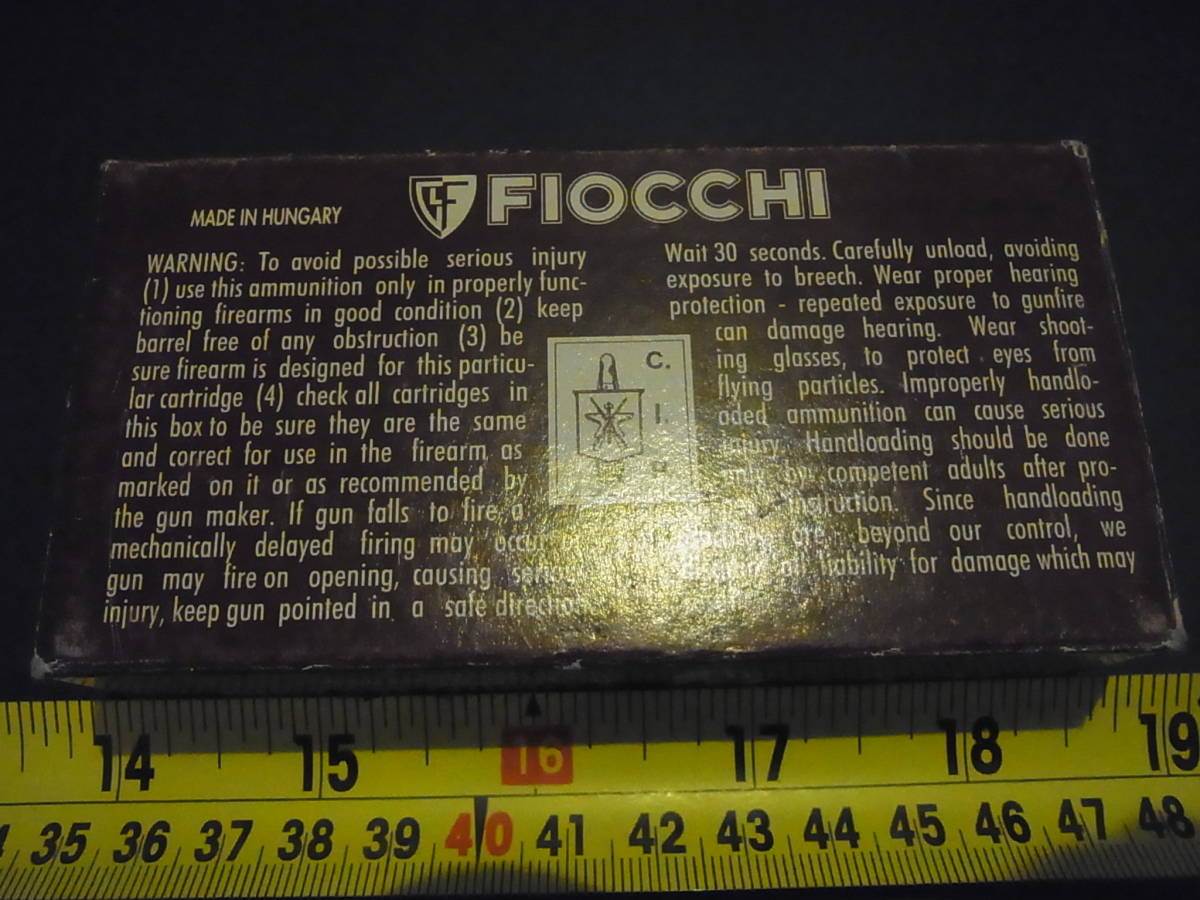 MADE IN HUNGARY
GF FIOCCHI
WARNING: To avoid possible serious injury
(1) use this ammunition only in properly func-
tioning firearms in good condition (2) keep
barrel free of any obstruction (3) be
sure firearm is designed for this particu-
lar cartridge (4) check all cartridges in
this box to be sure they are the same
and correct for use in the firearm as
marked on it or as recommended by
the gun maker. If gun falls to fire, a
mechanically delayed firing may occur
gun may fire on opening, causing
injury, keep gun pointed in a safe direction
C.
I.
Wait 30 seconds. Carefully unload, avoiding
exposure to breech. Wear proper hearing
protection - repeated exposure to gunfire
can damage hearing. Wear shoot-
ing glasses, to protect eyes from
flying particles. Improperly handlo-
aded ammunition can cause serious
injury. Handloading should be done
only by competent adults after pro-
instruction. Since handloading
are beyond our control, we
liability for damage which may
14 15 16 17 18 19
35 36 37 38 39 40 41 42 43 44 45 46 47 48